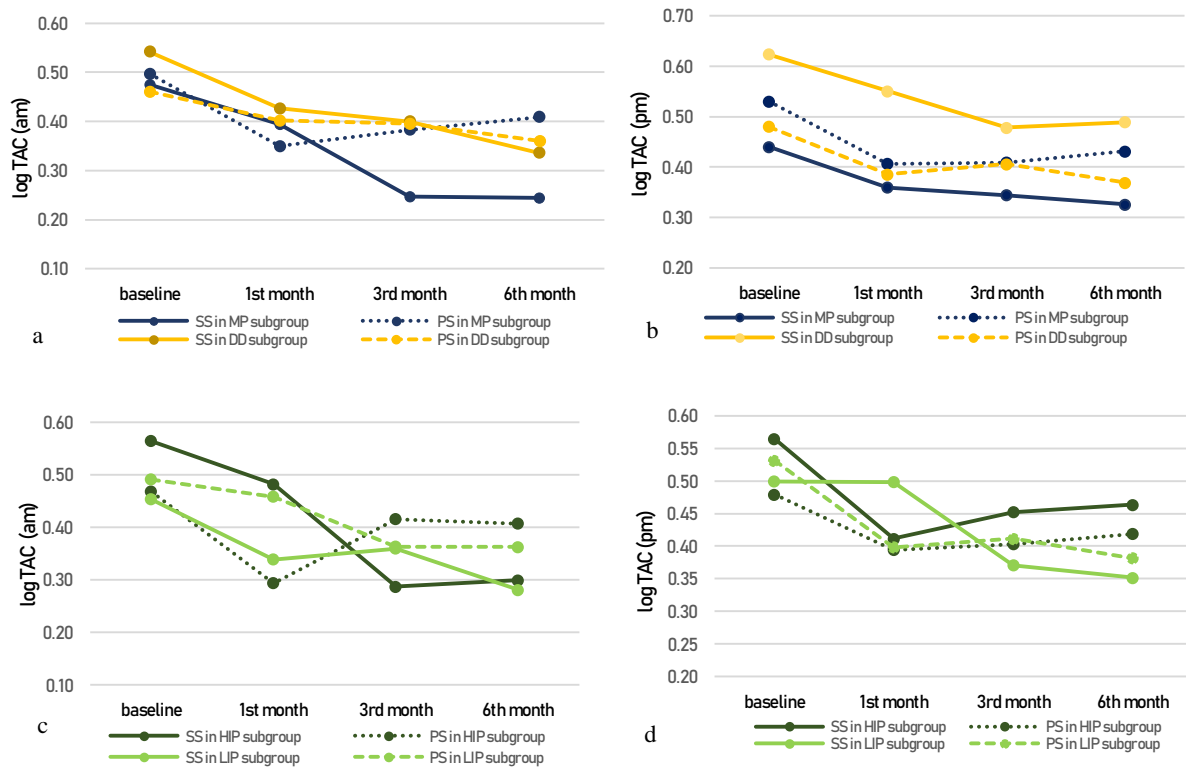 0.60
0.50
0.40
0.30
0.20
0.10
log TAC (am)
baseline 1st month 3rd month 6th month
SS in MP subgroup PS in MP subgroup
SS in DD subgroup PS in DD subgroup
a
0.70
0.60
0.50
0.40
0.30
0.20
log TAC (pm)
baseline 1st month 3rd month 6th month
SS in MP subgroup PS in MP subgroup
SS in DD subgroup PS in DD subgroup
b
0.60
0.50
0.40
0.30
0.20
0.10
log TAC (am)
baseline 1st month 3rd month 6th month
SS in HIP subgroup PS in HIP subgroup
SS in LIP subgroup PS in LIP subgroup
c
0.60
0.55
0.50
0.45
0.40
0.35
0.30
0.25
0.20
log TAC (pm)
baseline 1st month 3rd month 6th month
SS in HIP subgroup PS in HIP subgroup
SS in LIP subgroup PS in LIP subgroup
d